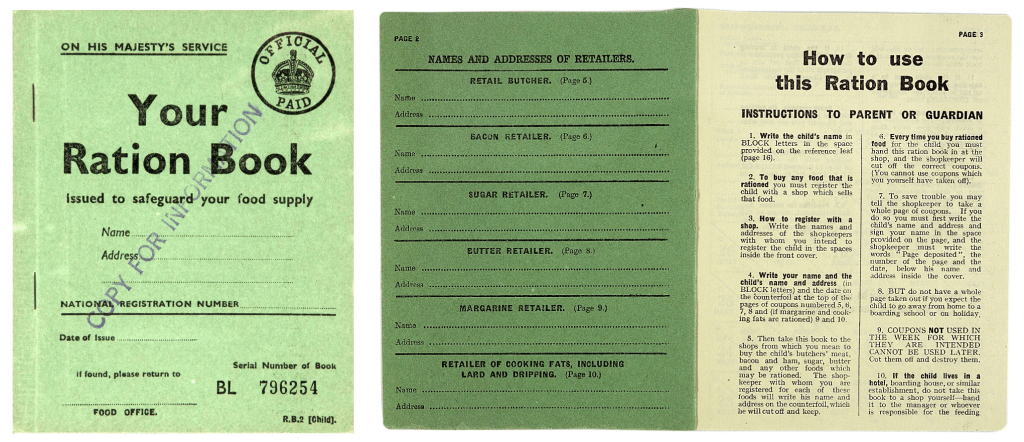 ON HIS MAJESTY'S SERVICE
OFFICIAL
PAID
Your
Ration Book
Issued to safeguard your food supply
Name
Address
COPY FOR INFORMATION
NATIONAL REGISTRATION NUMBER
Date of Issue
Serial Number of Book
If found, please return to
BL 796254
FOOD OFFICE.
R.B.2 [Child].
PAGE 2
NAMES AND ADDRESSES OF RETAILERS.
RETAIL BUTCHER. (Page 5.)
Name
Address
BACON RETAILER. (Page 6.)
Name
Address
SUGAR RETAILER. (Page 7.)
Name
Address
BUTTER RETAILER. (Page 8.)
Name
Address
MARGARINE RETAILER. (Page 9.)
Name
Address
RETAILER OF COOKING FATS, INCLUDING
LARD AND DRIPPING. (Page 10.)
Name
Address
PAGE 3
How to use
this Ration Book
INSTRUCTIONS TO PARENT OR GUARDIAN
1. Write the child's name in
BLOCK letters in the space
provided on the reference leaf
(page 16).
2. To buy any food that is
rationed you must register the
child with a shop which sells
that food.
3. How to register with a
shop. Write the names and
addresses of the shopkeepers
with whom you intend to
register the child in the spaces
inside the front cover.
4. Write your name and the
child's name and address (in
BLOCK letters) and the date on
the counterfoil at the top of the
pages of coupons numbered 5, 6,
7, 8 and (if margarine and cook-
ing fats are rationed) 9 and 10.
5. Then take this book to the
shops from which you mean to
buy the child's butchers' meat,
bacon and ham, sugar, butter
and any other foods which
may be rationed. The shop-
keeper with whom you are
registered for each of these
foods will write his name and
address on the counterfoil, which
he will cut off and keep.
6. Every time you buy rationed
food for the child you must
hand this ration book in at the
shop, and the shopkeeper will
cut off the correct coupons.
(You cannot use coupons which
you yourself have taken off).
7. To save trouble you may
tell the shopkeeper to take a
whole page of coupons. If you
do so you must first write the
child's name and address and
sign your name in the space
provided on the page, and the
shopkeeper must write the
words "Page deposited", the
number of the page and the
date, below his name and
address inside the cover.
8. BUT do not have a whole
page taken out if you expect the
child to go away from home to a
boarding school or on holiday.
9. COUPONS NOT USED IN
THE WEEK FOR WHICH
THEY ARE INTENDED
CANNOT BE USED LATER.
Cut them off and destroy them.
10. If the child lives in a
hotel, boarding house, or similar
establishment, do not take this
book to a shop yourself—hand
it to the manager or whoever
is responsible for the feeding